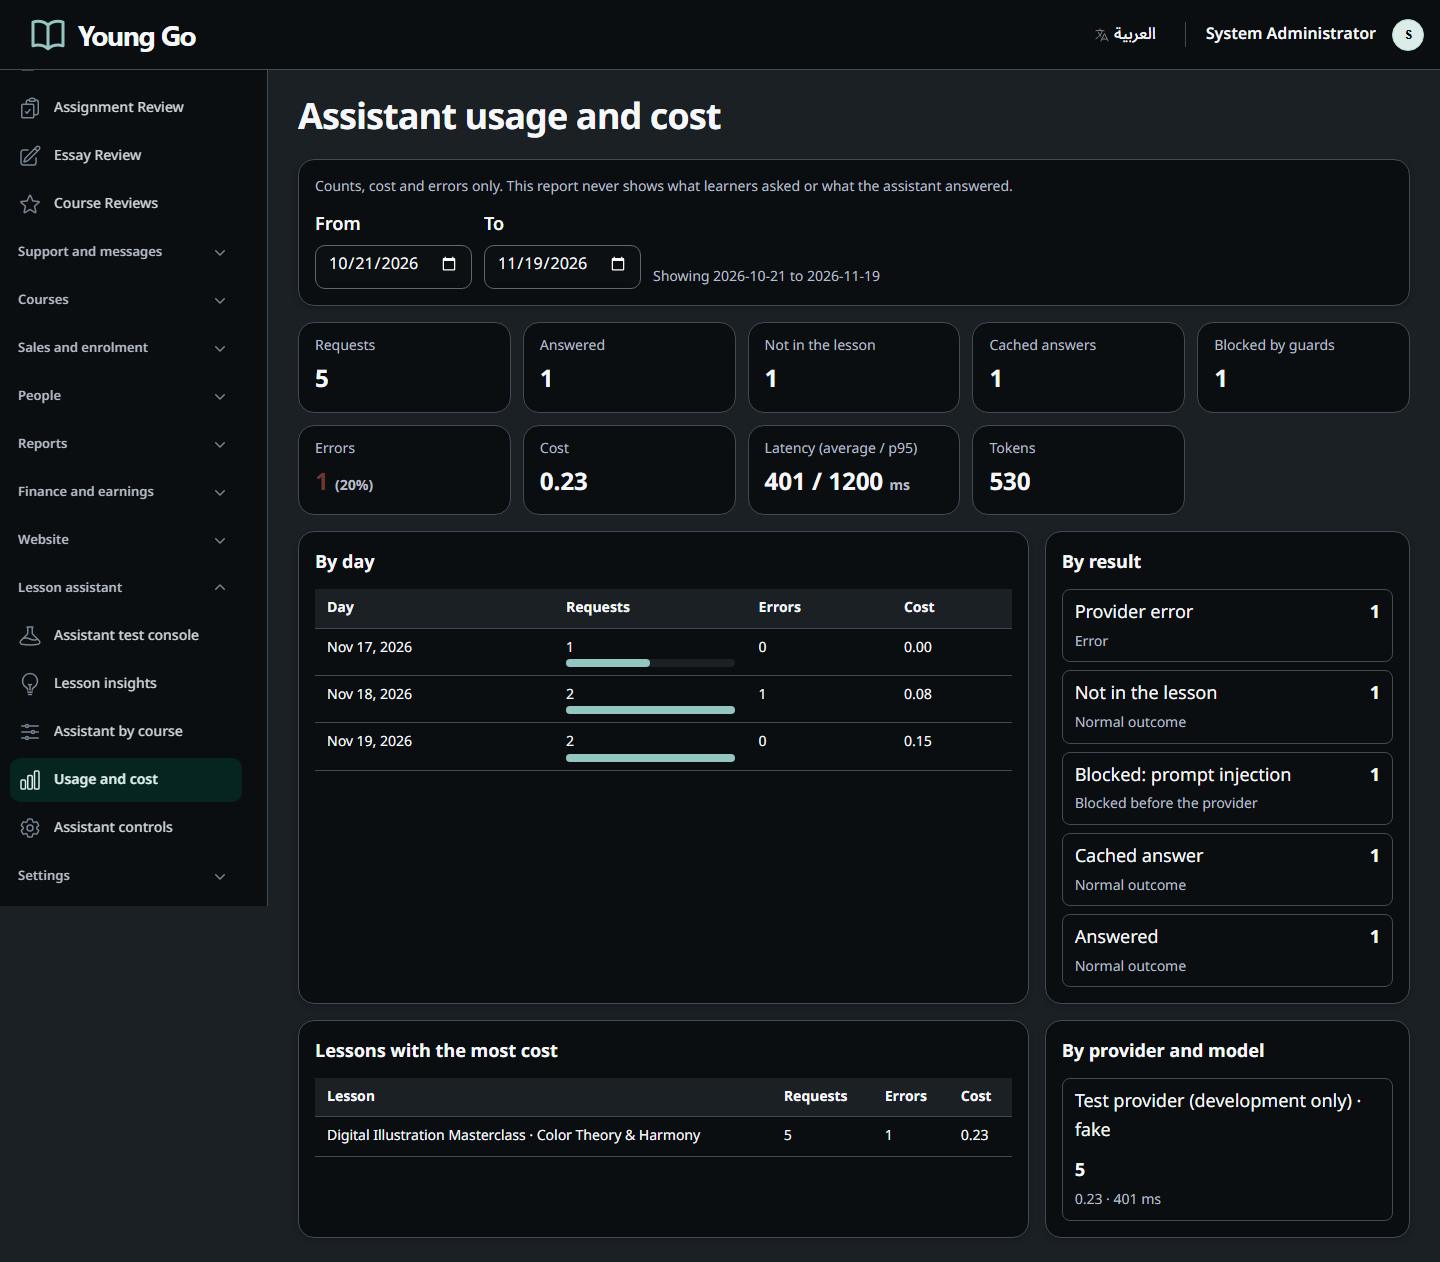 Young Go
العربية
System Administrator
S
Assignment Review
Essay Review
Course Reviews
Support and messages
Courses
Sales and enrolment
People
Reports
Finance and earnings
Website
Lesson assistant
Assistant test console
Lesson insights
Assistant by course
Usage and cost
Assistant controls
Settings
Assistant usage and cost
Counts, cost and errors only. This report never shows what learners asked or what the assistant answered.
From To
10/21/2026 11/19/2026 Showing 2026-10-21 to 2026-11-19
Requests
5
Answered
1
Not in the lesson
1
Cached answers
1
Blocked by guards
1
Errors
1 (20%)
Cost
0.23
Latency (average / p95)
401 / 1200 ms
Tokens
530
By day
Day Requests Errors Cost
Nov 17, 2026 1 0 0.00
Nov 18, 2026 2 1 0.08
Nov 19, 2026 2 0 0.15
By result
Provider error 1
Error
Not in the lesson 1
Normal outcome
Blocked: prompt injection 1
Blocked before the provider
Cached answer 1
Normal outcome
Answered 1
Normal outcome
Lessons with the most cost
Lesson Requests Errors Cost
Digital Illustration Masterclass · Color Theory & Harmony 5 1 0.23
By provider and model
Test provider (development only) ·
fake
5
0.23 · 401 ms